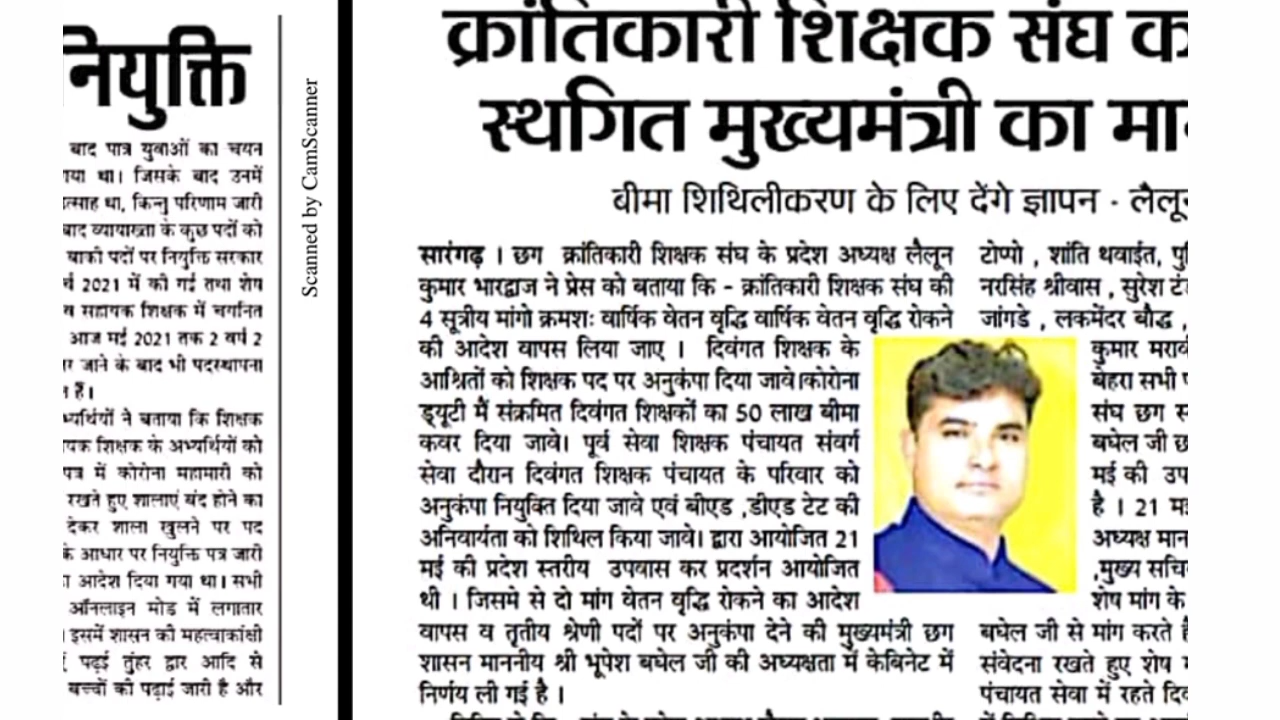 नियुक्ति
बाद पात्र युवाओं का चयन
गया था। जिसके बाद उनमें
त्साह था, किन्तु परिणाम जारी
बाद व्याख्याता के कुछ पदों को
बाकी पदों पर नियुक्ति सरकार
र्च 2021 में की गई तथा शेष
व सहायक शिक्षक में चयनित
आज मई 2021 तक 2 वर्ष 2
र जाने के बाद भी पदस्थापना
हैं।
भ्यर्थियों ने बताया कि शिक्षक
यक शिक्षक के अभ्यर्थियों को
पत्र में कोरोना महामारी को
रखते हुए शालाएं बंद होने का
देकर शाला खुलने पर पद
के आधार पर नियुक्ति पत्र जारी
आदेश दिया गया था। सभी
ऑनलाइन मोड में लगातार
इसमें शासन की महत्वाकांक्षी
पढ़ई तुंहर द्वार आदि से
बच्चों की पढ़ाई जारी है और
Scanned by CamScanner
क्रांतिकारी शिक्षक संघ क
स्थगित मुख्यमंत्री का मान
बीमा शिथिलीकरण के लिए देंगे ज्ञापन - लैलून
सारंगढ़ । छग क्रांतिकारी शिक्षक संघ के प्रदेश अध्यक्ष लैलून
कुमार भारद्वाज ने प्रेस को बताया कि - क्रांतिकारी शिक्षक संघ की
4 सूत्रीय मांगो क्रमशः वार्षिक वेतन वृद्धि वार्षिक वेतन वृद्धि रोकने
की आदेश वापस लिया जाए । दिवंगत शिक्षक के
आश्रितों को शिक्षक पद पर अनुकंपा दिया जावे।कोरोना
ड्यूटी मैं संक्रमित दिवंगत शिक्षकों का 50 लाख बीमा
कवर दिया जावे। पूर्व सेवा शिक्षक पंचायत संवर्ग
सेवा दौरान दिवंगत शिक्षक पंचायत के परिवार को
अनुकंपा नियुक्ति दिया जावे एवं बीएड ,डीएड टेट की
अनिवार्यता को शिथिल किया जावे। द्वारा आयोजित 21
मई की प्रदेश स्तरीय उपवास कर प्रदर्शन आयोजित
थी । जिसमे से दो मांग वेतन वृद्धि रोकने का आदेश
वापस व तृतीय श्रेणी पदों पर अनुकंपा देने की मुख्यमंत्री छग
शासन माननीय श्री भूपेश बघेल जी की अध्यक्षता में केबिनेट में
निर्णय ली गई है ।
टोप्पो , शांति थवाईत, पु
नरसिंह श्रीवास , सुरेश टं
जांगडे , लकमेंदर बौद्ध ,
कुमार मराव
बेहरा सभी प
संघ छग स
बघेल जी छ
मई की उप
है । 21 मई
अध्यक्ष मान
,मुख्य सचि
शेष मांग के
बघेल जी से मांग करते है
संवेदना रखते हुए शेष म
पंचायत सेवा में रहते दिव